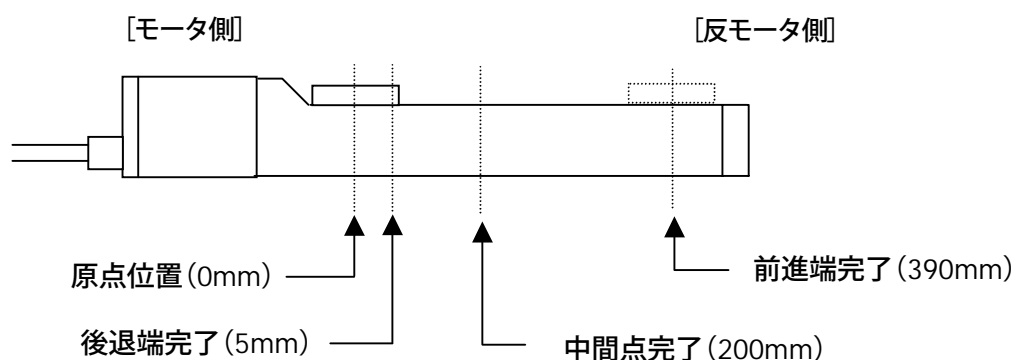 [モータ側]
[反モータ側]
原点位置(0mm)
前進端完了(390mm)
後退端完了(5mm)
中間点完了(200mm)